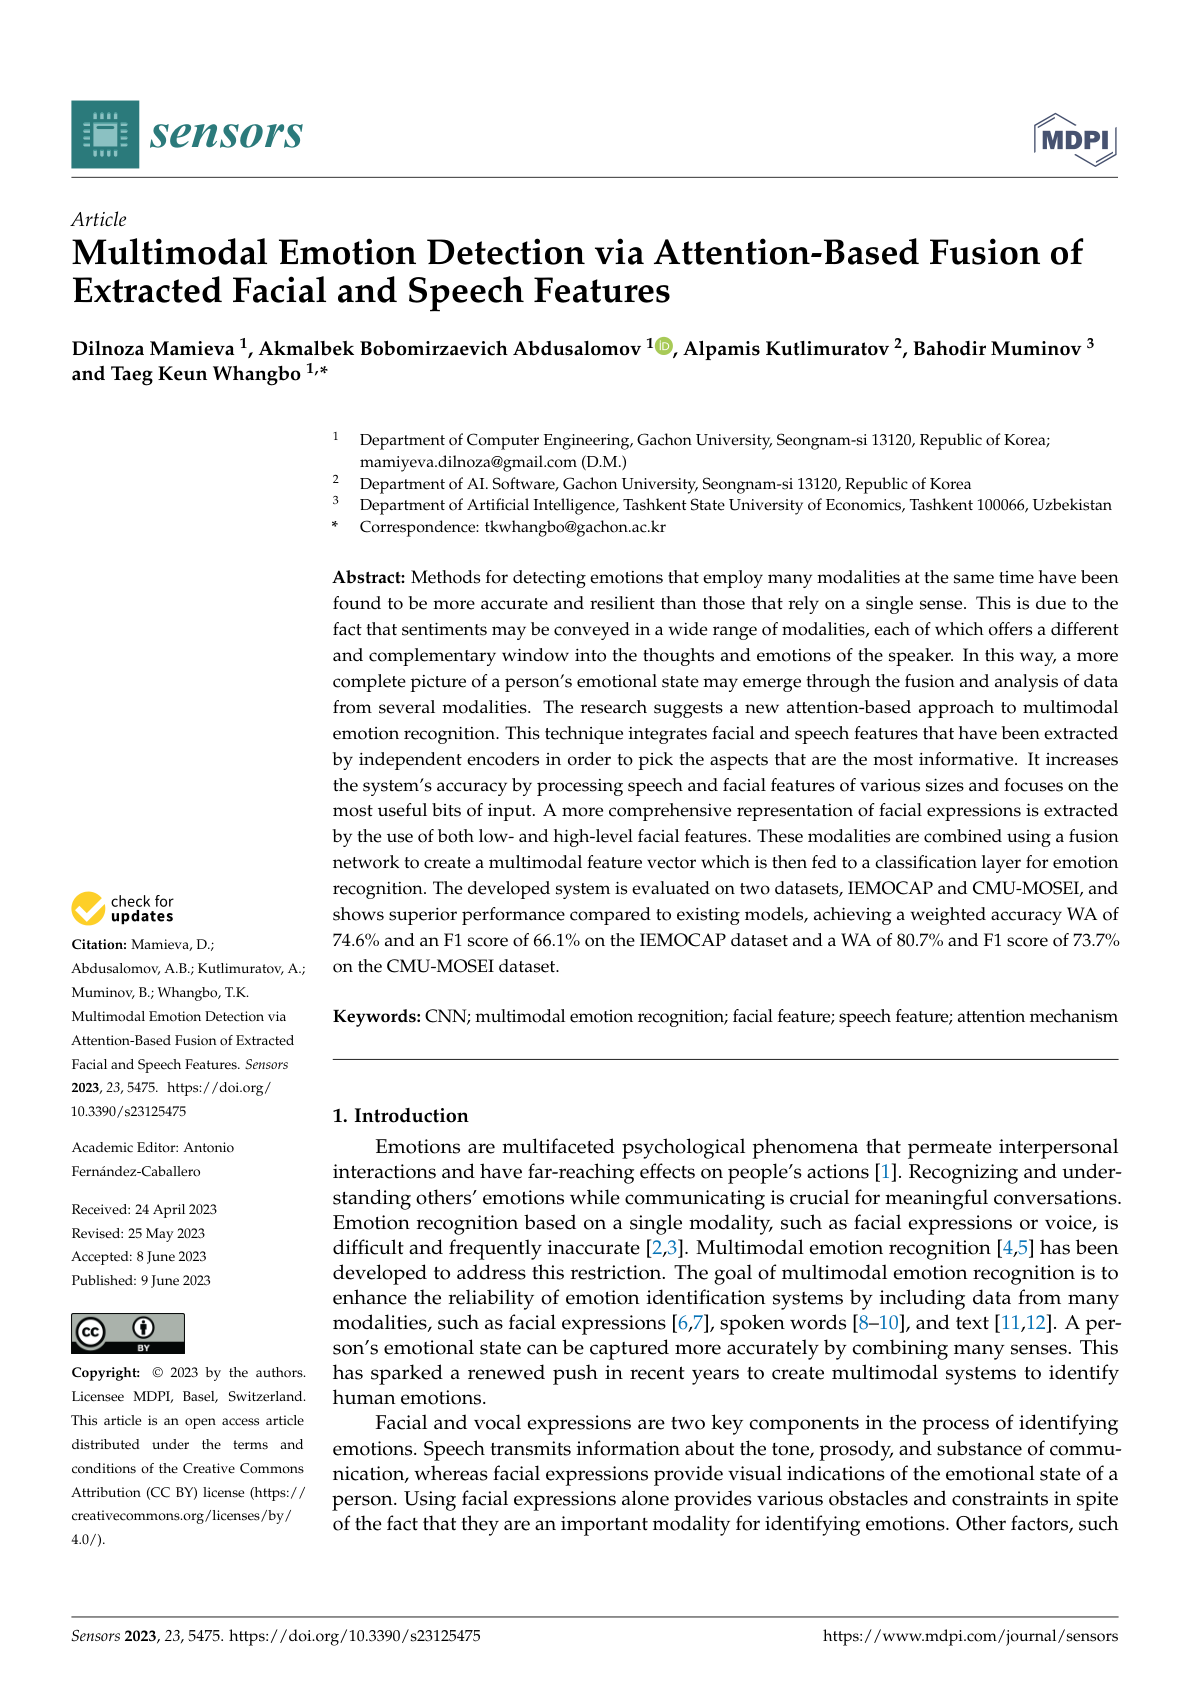 sensors
MDPI
Article
Multimodal Emotion Detection via Attention-Based Fusion of
Extracted Facial and Speech Features
Dilnoza Mamieva 1, Akmalbek Bobomirzaevich Abdusalomov 1 iD, Alpamis Kutlimuratov 2, Bahodir Muminov 3
and Taeg Keun Whangbo 1,*
1 Department of Computer Engineering, Gachon University, Seongnam-si 13120, Republic of Korea;
mamiyeva.dilnoza@gmail.com (D.M.)
2 Department of AI. Software, Gachon University, Seongnam-si 13120, Republic of Korea
3 Department of Artificial Intelligence, Tashkent State University of Economics, Tashkent 100066, Uzbekistan
* Correspondence: tkwhangbo@gachon.ac.kr
Abstract: Methods for detecting emotions that employ many modalities at the same time have been
found to be more accurate and resilient than those that rely on a single sense. This is due to the
fact that sentiments may be conveyed in a wide range of modalities, each of which offers a different
and complementary window into the thoughts and emotions of the speaker. In this way, a more
complete picture of a person's emotional state may emerge through the fusion and analysis of data
from several modalities. The research suggests a new attention-based approach to multimodal
emotion recognition. This technique integrates facial and speech features that have been extracted
by independent encoders in order to pick the aspects that are the most informative. It increases
the system's accuracy by processing speech and facial features of various sizes and focuses on the
most useful bits of input. A more comprehensive representation of facial expressions is extracted
by the use of both low- and high-level facial features. These modalities are combined using a fusion
network to create a multimodal feature vector which is then fed to a classification layer for emotion
recognition. The developed system is evaluated on two datasets, IEMOCAP and CMU-MOSEI, and
shows superior performance compared to existing models, achieving a weighted accuracy WA of
74.6% and an F1 score of 66.1% on the IEMOCAP dataset and a WA of 80.7% and F1 score of 73.7%
on the CMU-MOSEI dataset.
Keywords: CNN; multimodal emotion recognition; facial feature; speech feature; attention mechanism
check for
updates
Citation: Mamieva, D.;
Abdusalomov, A.B.; Kutlimuratov, A.;
Muminov, B.; Whangbo, T.K.
Multimodal Emotion Detection via
Attention-Based Fusion of Extracted
Facial and Speech Features. Sensors
2023, 23, 5475. https://doi.org/
10.3390/s23125475
Academic Editor: Antonio
Fernández-Caballero
Received: 24 April 2023
Revised: 25 May 2023
Accepted: 8 June 2023
Published: 9 June 2023
cc BY
Copyright: © 2023 by the authors.
Licensee MDPI, Basel, Switzerland.
This article is an open access article
distributed under the terms and
conditions of the Creative Commons
Attribution (CC BY) license (https://
creativecommons.org/licenses/by/
4.0/).
1. Introduction
Emotions are multifaceted psychological phenomena that permeate interpersonal
interactions and have far-reaching effects on people's actions [1]. Recognizing and under-
standing others' emotions while communicating is crucial for meaningful conversations.
Emotion recognition based on a single modality, such as facial expressions or voice, is
difficult and frequently inaccurate [2,3]. Multimodal emotion recognition [4,5] has been
developed to address this restriction. The goal of multimodal emotion recognition is to
enhance the reliability of emotion identification systems by including data from many
modalities, such as facial expressions [6,7], spoken words [8–10], and text [11,12]. A per-
son's emotional state can be captured more accurately by combining many senses. This
has sparked a renewed push in recent years to create multimodal systems to identify
human emotions.
Facial and vocal expressions are two key components in the process of identifying
emotions. Speech transmits information about the tone, prosody, and substance of commu-
nication, whereas facial expressions provide visual indications of the emotional state of a
person. Using facial expressions alone provides various obstacles and constraints in spite
of the fact that they are an important modality for identifying emotions. Other factors, such
Sensors 2023, 23, 5475. https://doi.org/10.3390/s23125475
https://www.mdpi.com/journal/sensors